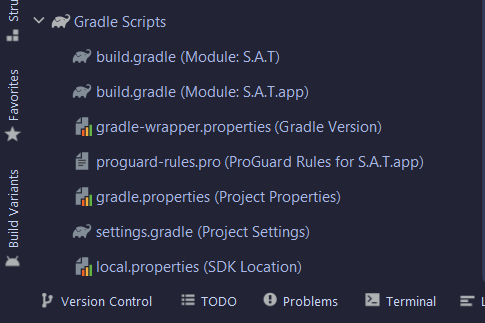 Gradle Scripts
build.gradle (Module: S.A.T)
build.gradle (Module: S.A.T.app)
gradle-wrapper.properties (Gradle Version)
proguard-rules.pro (ProGuard Rules for S.A.T.app)
gradle.properties (Project Properties)
settings.gradle (Project Settings)
local.properties (SDK Location)
Favorites
Build Variants
Version Control
TODO
Problems
Terminal